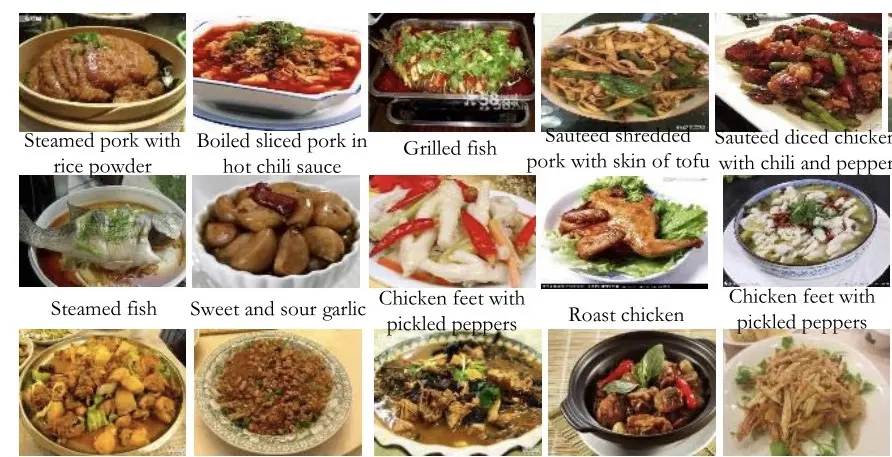 Steamed pork with
rice powder
Boiled sliced pork in
hot chili sauce
Grilled fish
Sauteed shredded
pork with skin of tofu
Sauteed diced chicken
with chili and pepper
Steamed fish
Sweet and sour garlic
Chicken feet with
pickled peppers
Roast chicken
Chicken feet with
pickled peppers